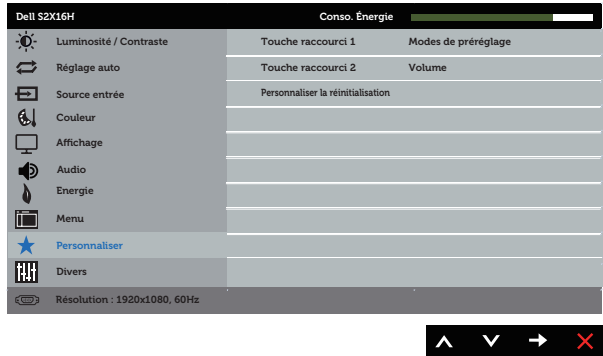 Dell S2X16H Conso. Énergie
Luminosité / Contraste Touche raccourci 1 Modes de préréglage
Réglage auto Touche raccourci 2 Volume
Source entrée Personnaliser la réinitialisation
Couleur
Affichage
Audio
Energie
Menu
Personnaliser
Divers
Résolution : 1920x1080, 60Hz